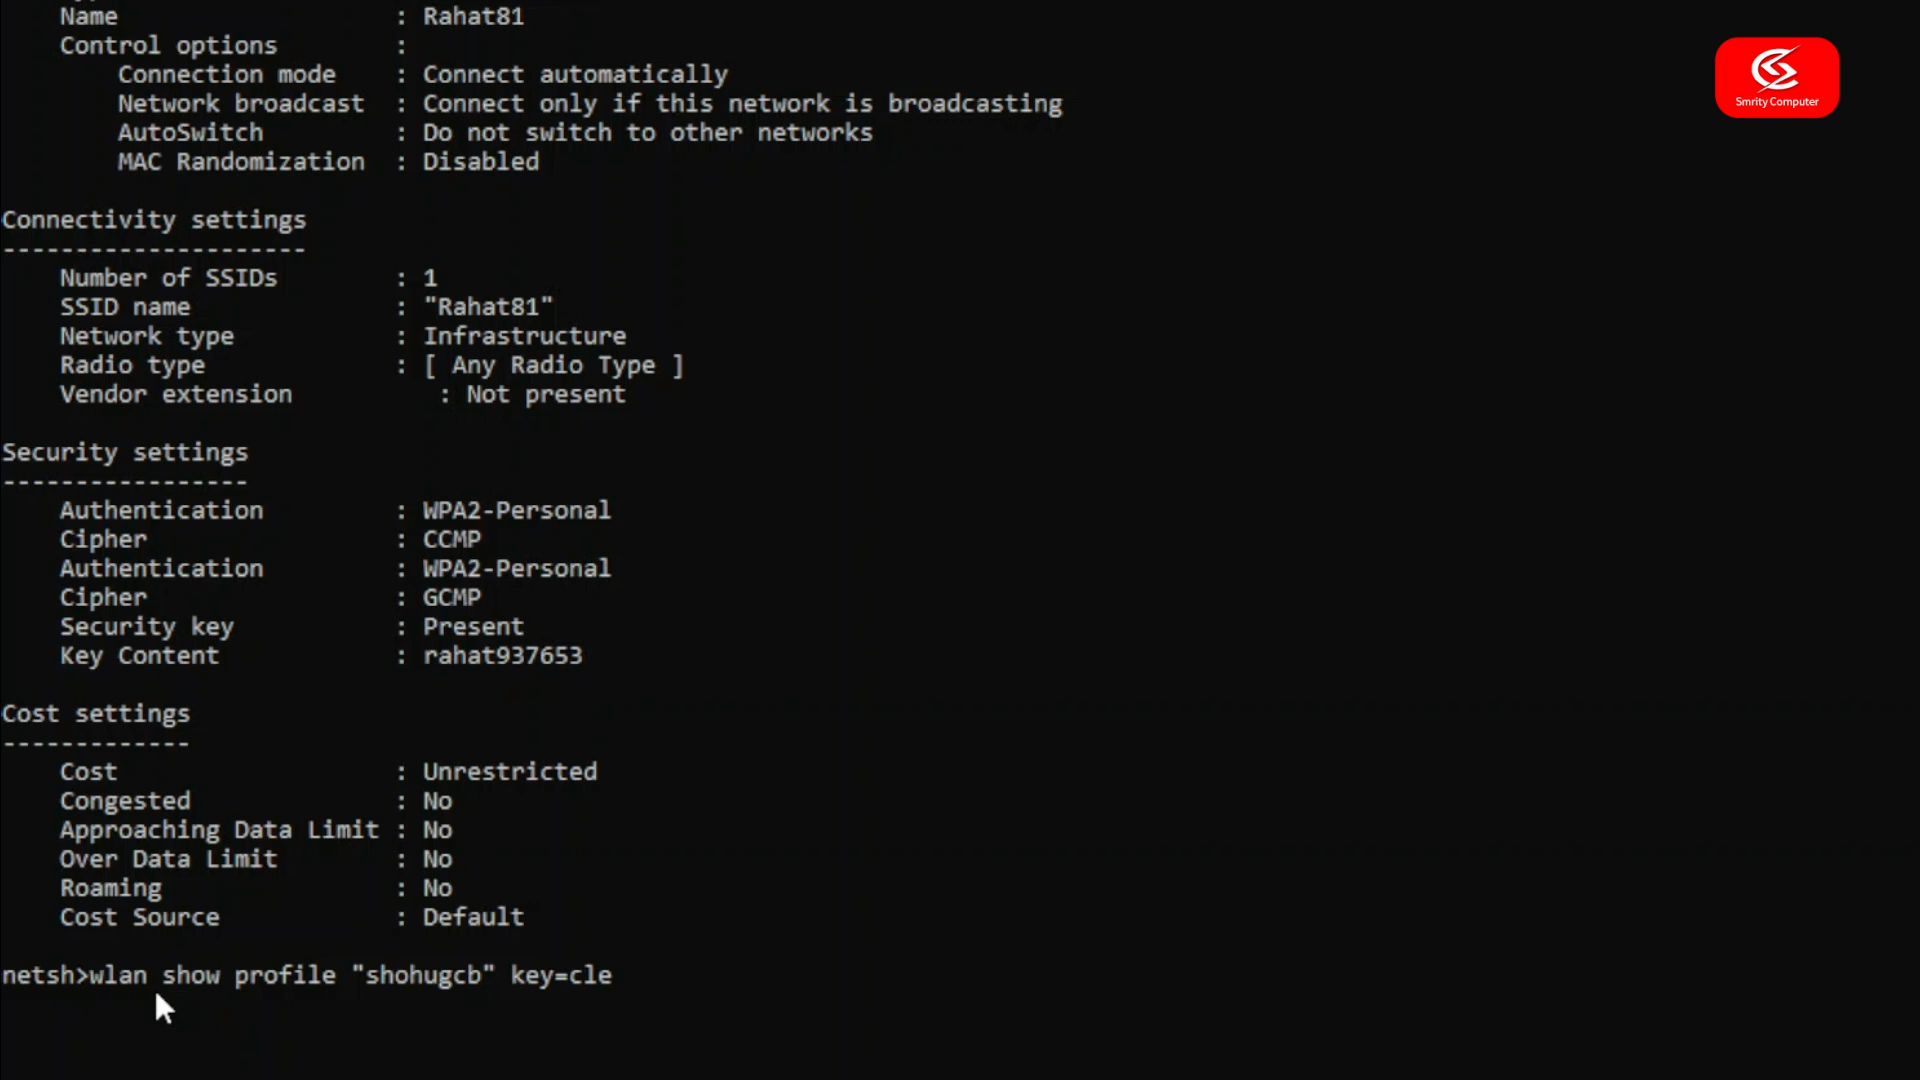 Name : Rahat81
Control options :
Connection mode : Connect automatically
Network broadcast : Connect only if this network is broadcasting
AutoSwitch : Do not switch to other networks
MAC Randomization : Disabled
Connectivity settings
---------------------
Number of SSIDs : 1
SSID name : "Rahat81"
Network type : Infrastructure
Radio type : [ Any Radio Type ]
Vendor extension : Not present
Security settings
-----------------
Authentication : WPA2-Personal
Cipher : CCMP
Authentication : WPA2-Personal
Cipher : GCMP
Security key : Present
Key Content : rahat937653
Cost settings
-------------
Cost : Unrestricted
Congested : No
Approaching Data Limit : No
Over Data Limit : No
Roaming : No
Cost Source : Default
netsh>wlan show profile "shohugcb" key=cle
Smrity Computer